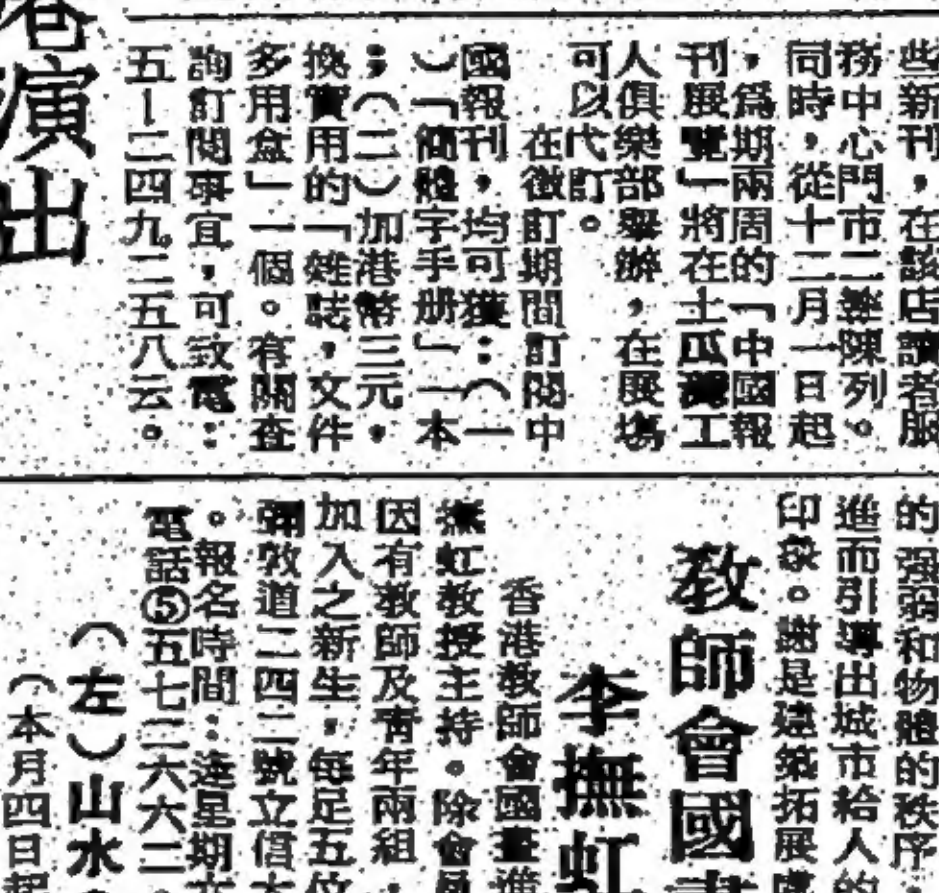 些新刊,在該店讀者服
務中心門市二樓陳列。
同時,從十二月一日起
,爲期兩周的「中國報
刊展覽」將在土瓜灣工
人俱樂部舉辦,在展場
可以代訂。
在徵訂期間訂閱中
國報刊,均可獲:(一
)「簡體字手册」一本
;(二)加港幣三元,
換實用的「雜誌,文件
多用盒」一個。有關查
詢訂閱事宜,可致電:
五–二四九二五八云。
港演出
的强弱和物體的秩序
進而引導出城市給人的
印象。謝是建築拓展
教師會國畫
李撫虹
香港教師會國畫進
撫虹教授主持。除會員
因有教師及青年兩組
加入之新生,每足五位
彌敦道二四二號立信大
。報名時間:逢星期六
電話⑤五七二六六二
(左)山水
(本月四日起